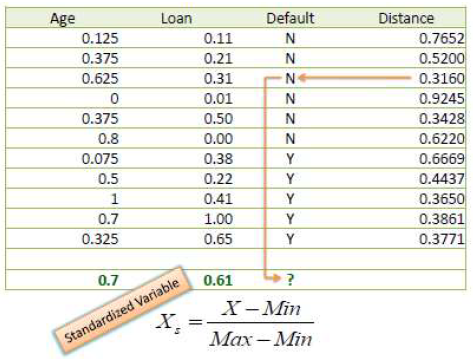 Age Loan Default Distance
0.125 0.11 N 0.7652
0.375 0.21 N 0.5200
0.625 0.31 N 0.3160
0 0.01 N 0.9245
0.375 0.50 N 0.3428
0.8 0.00 N 0.6220
0.075 0.38 Y 0.6669
0.5 0.22 Y 0.4437
1 0.41 Y 0.3650
0.7 1.00 Y 0.3861
0.325 0.65 Y 0.3771
0.7 0.61 ?
Standardized Variable
X_s = (X - Min) / (Max - Min)